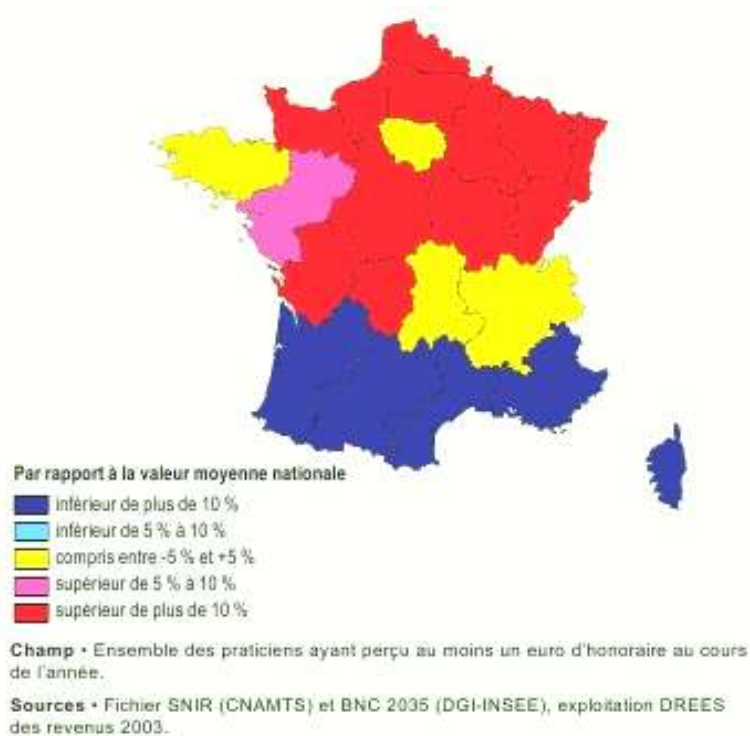 Par rapport à la valeur moyenne nationale
inférieur de plus de 10 %
inférieur de 5 % à 10 %
compris entre -5 % et +5 %
supérieur de 5 % à 10 %
supérieur de plus de 10 %
Champ • Ensemble des praticiens ayant perçu au moins un euro d'honoraire au cours
de l'année.
Sources • Fichier SNIR (CNAMTS) et BNC 2035 (DGI-INSEE), exploitation DREES
des revenus 2003.